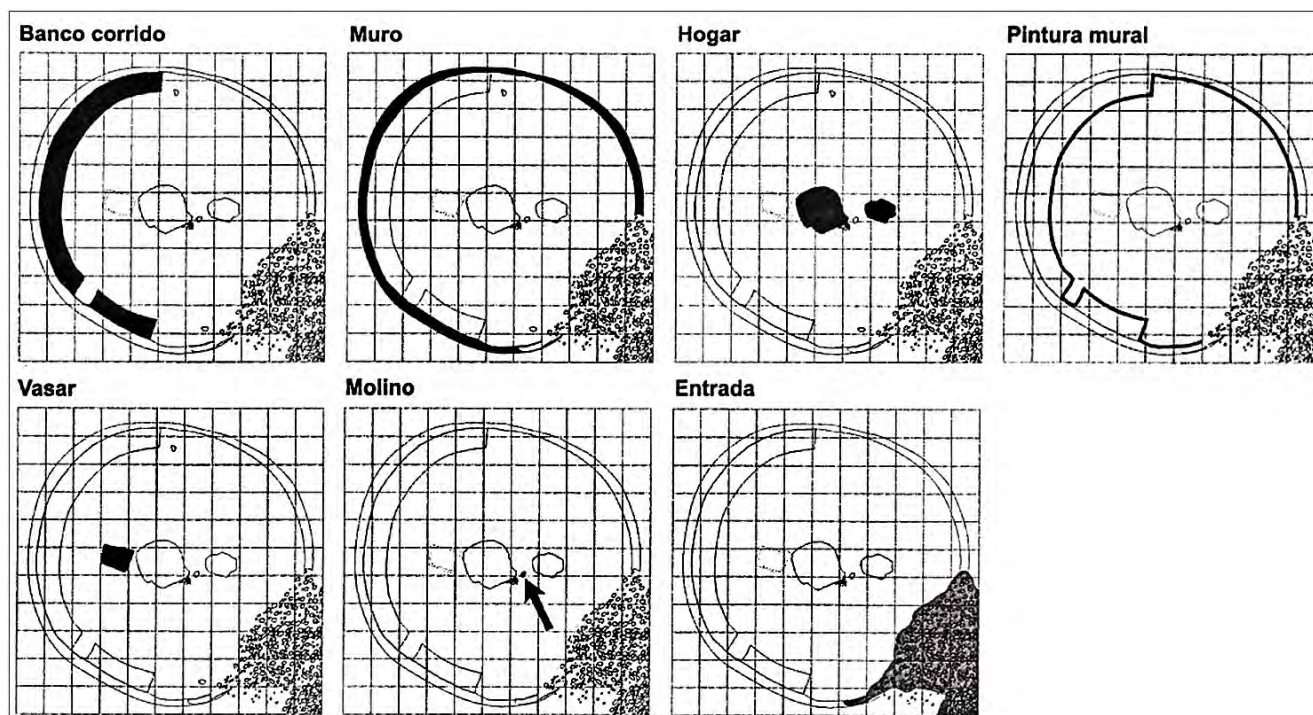 Banco corrido
Muro
Hogar
Pintura mural
Vasar
Molino
Entrada